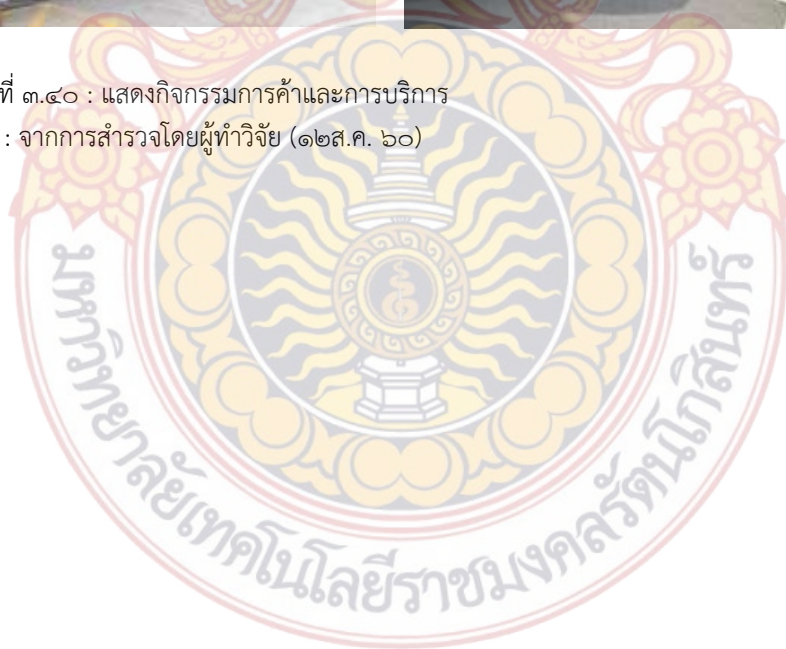 ที่ ๓.๔๐ : แสดงกิจกรรมการค้าและการบริการ
: จากการสำรวจโดยผู้ทำวิจัย (๑๒ส.ค. ๖๐)
มหาวิทยาลัยเทคโนโลยีราชมงคลรัตนโกสินทร์